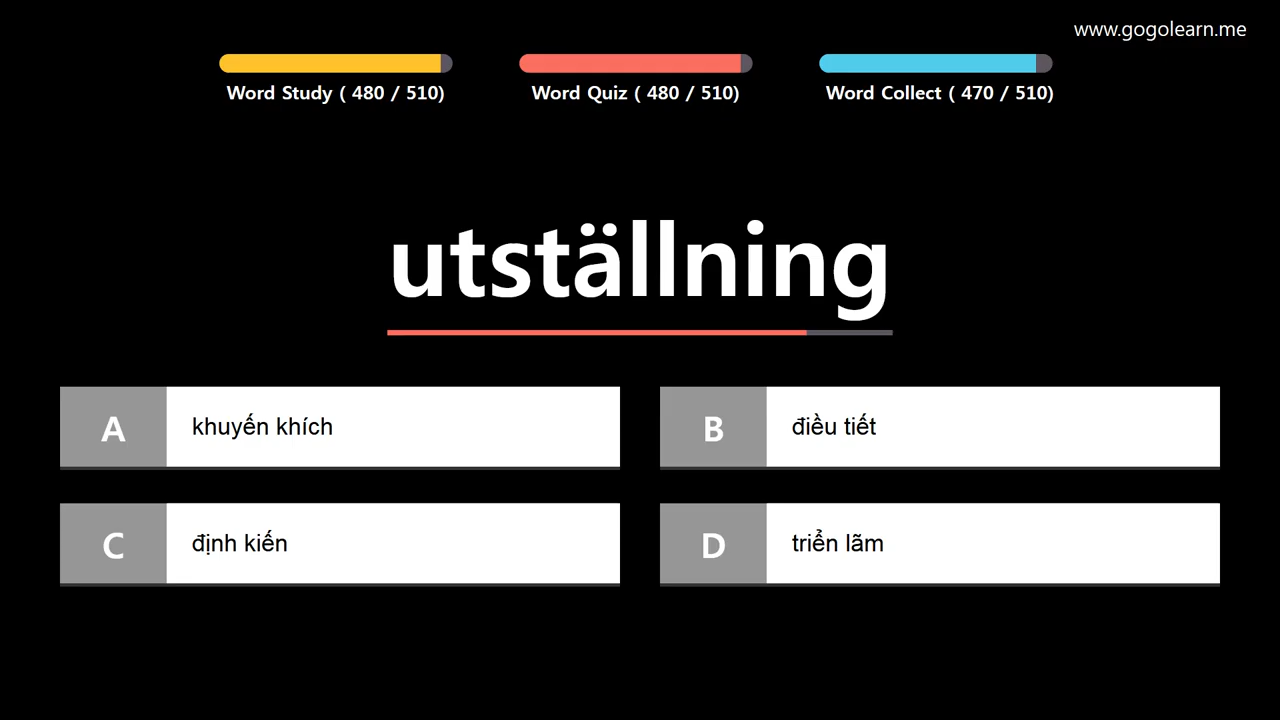 www.gogolearn.me
Word Study ( 480 / 510)
Word Quiz ( 480 / 510)
Word Collect ( 470 / 510)
utställning
A khuyến khích
B điều tiết
C định kiến
D triển lãm